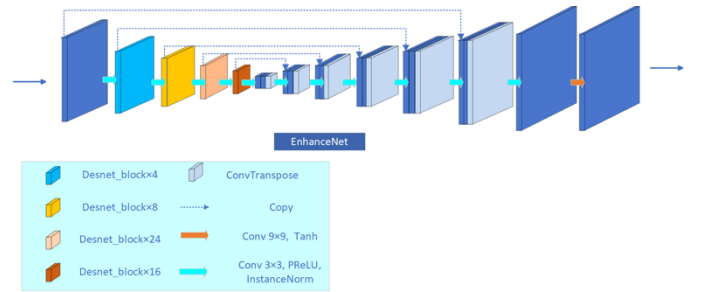 EnhanceNet
Desnet_block×4
ConvTranspose
Desnet_block×8
Copy
Desnet_block×24
Conv 9×9, Tanh
Desnet_block×16
Conv 3×3, PReLU,
InstanceNorm